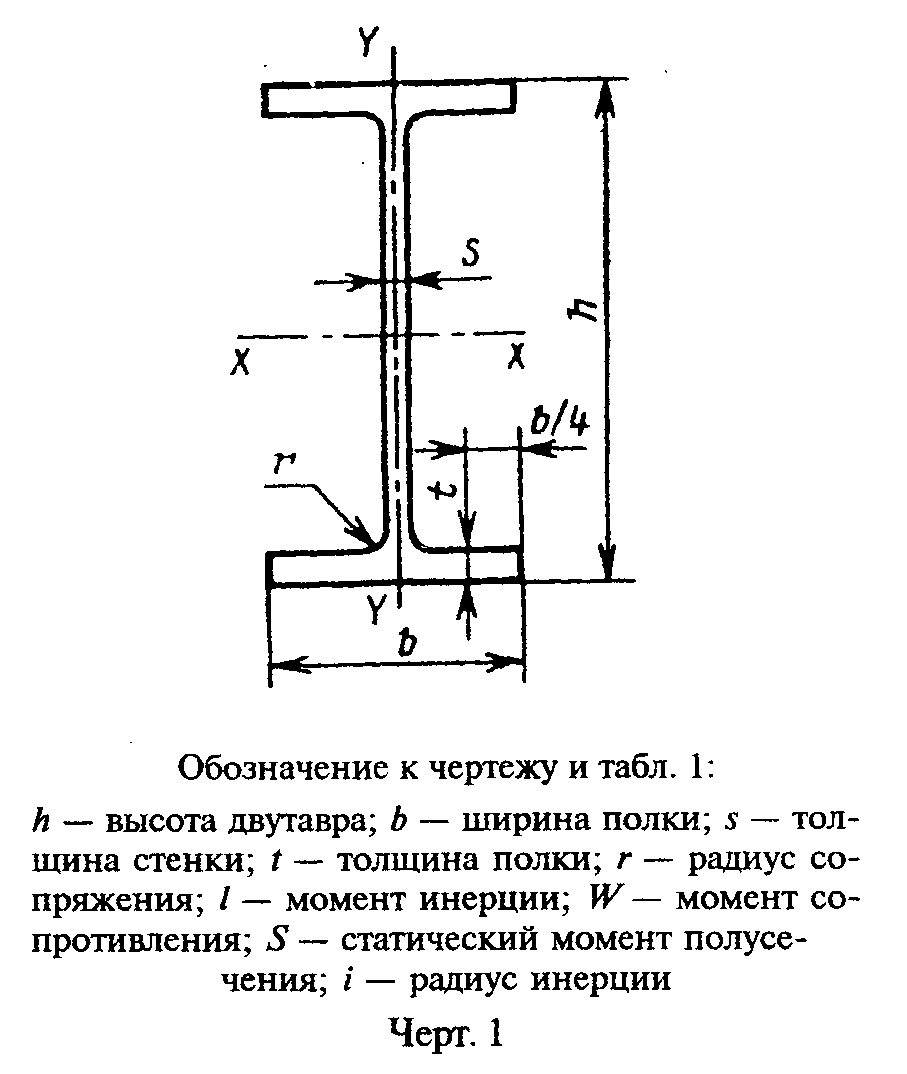 Y
S
h
X
X
b/4
r
t
Y
b
Обозначение к чертежу и табл. 1:
h — высота двутавра; b — ширина полки; s — тол-
щина стенки; t — толщина полки; r — радиус со-
пряжения; I — момент инерции; W — момент со-
противления; S — статический момент полусе-
чения; i — радиус инерции
Черт. 1